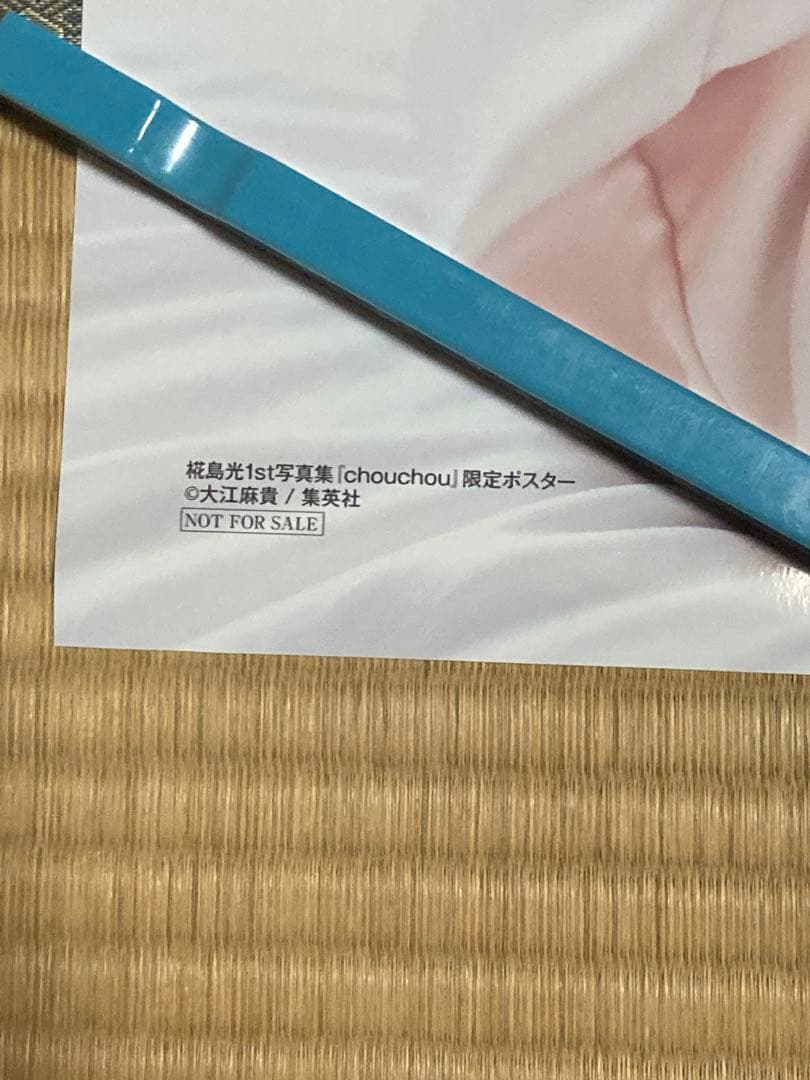 椛島光1st写真集『chouchou』限定ポスター
©大江麻貴 / 集英社
NOT FOR SALE